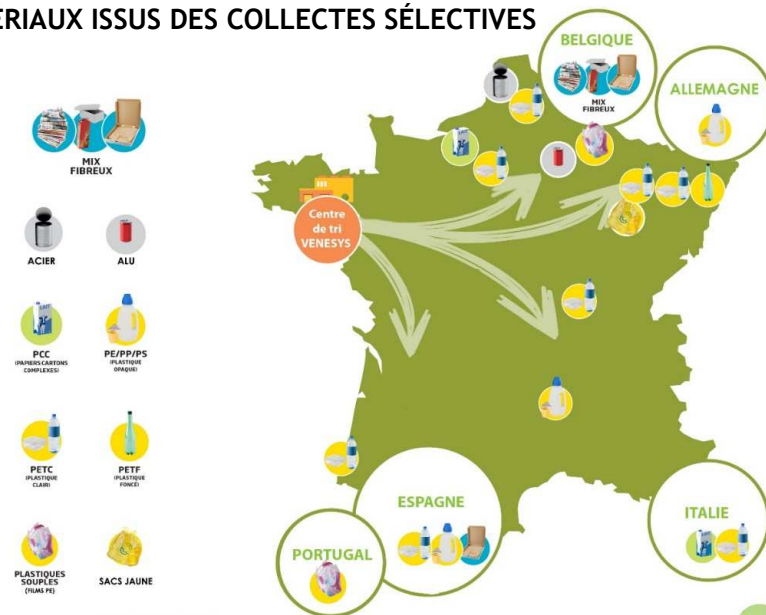 ERIAUX ISSUS DES COLLECTES SÉLECTIVES
MIX
FIBREUX
ACIER
ALU
PCC
(PAPIERS CARTONS
COMPLEXES)
PE/PP/PS
(PLASTIQUE
OPAQUE)
PETC
(PLASTIQUE
CLAIR)
PETF
(PLASTIQUE
FONCÉ)
PLASTIQUES
SOUPLES
(FILMS PE)
SACS JAUNE
BELGIQUE
MIX
FIBREUX
ALLEMAGNE
Centre
de tri
VENESYS
ESPAGNE
PORTUGAL
ITALIE